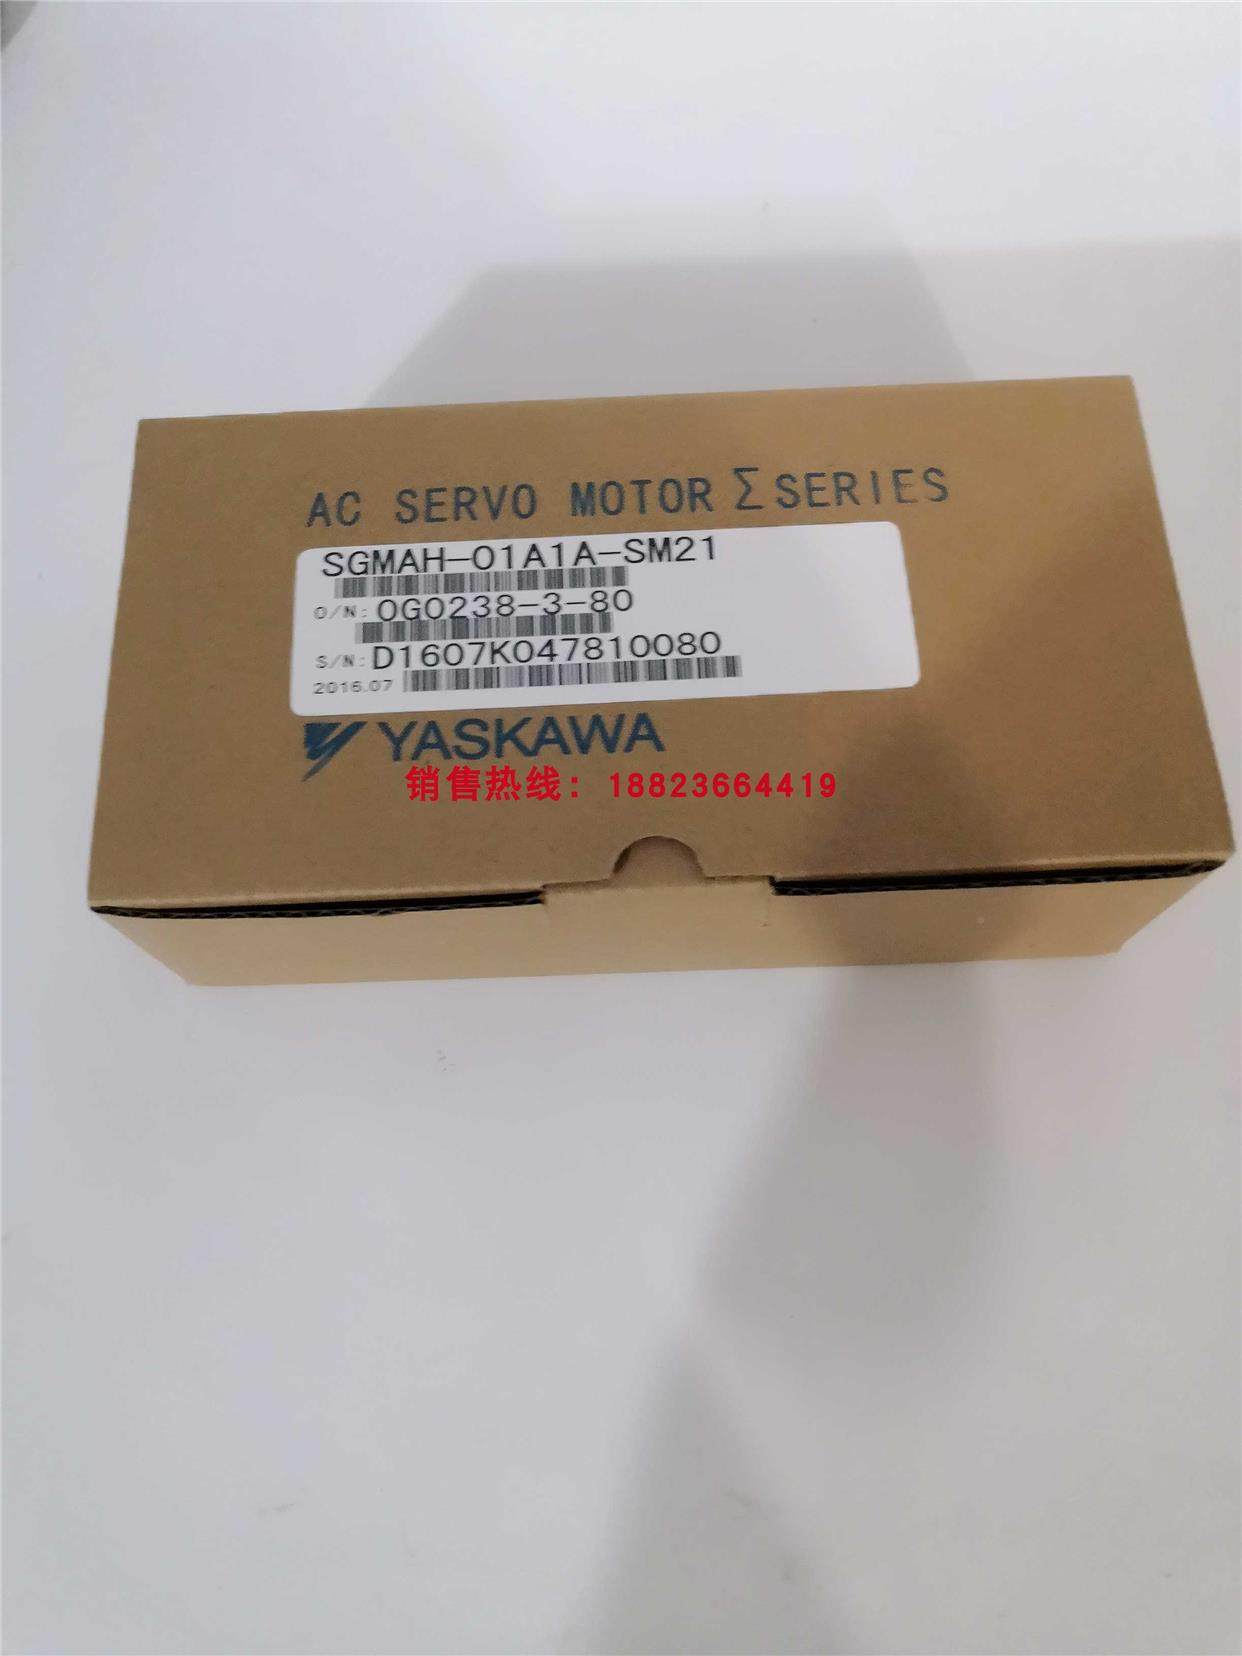 AC SERVO MOTOR Σ SERIES
SGMAH-01A1A-SM21
O/N: 0G0238-3-80
S/N: D1607K047810080
2016.07
YASKAWA
销售热线：18823664419